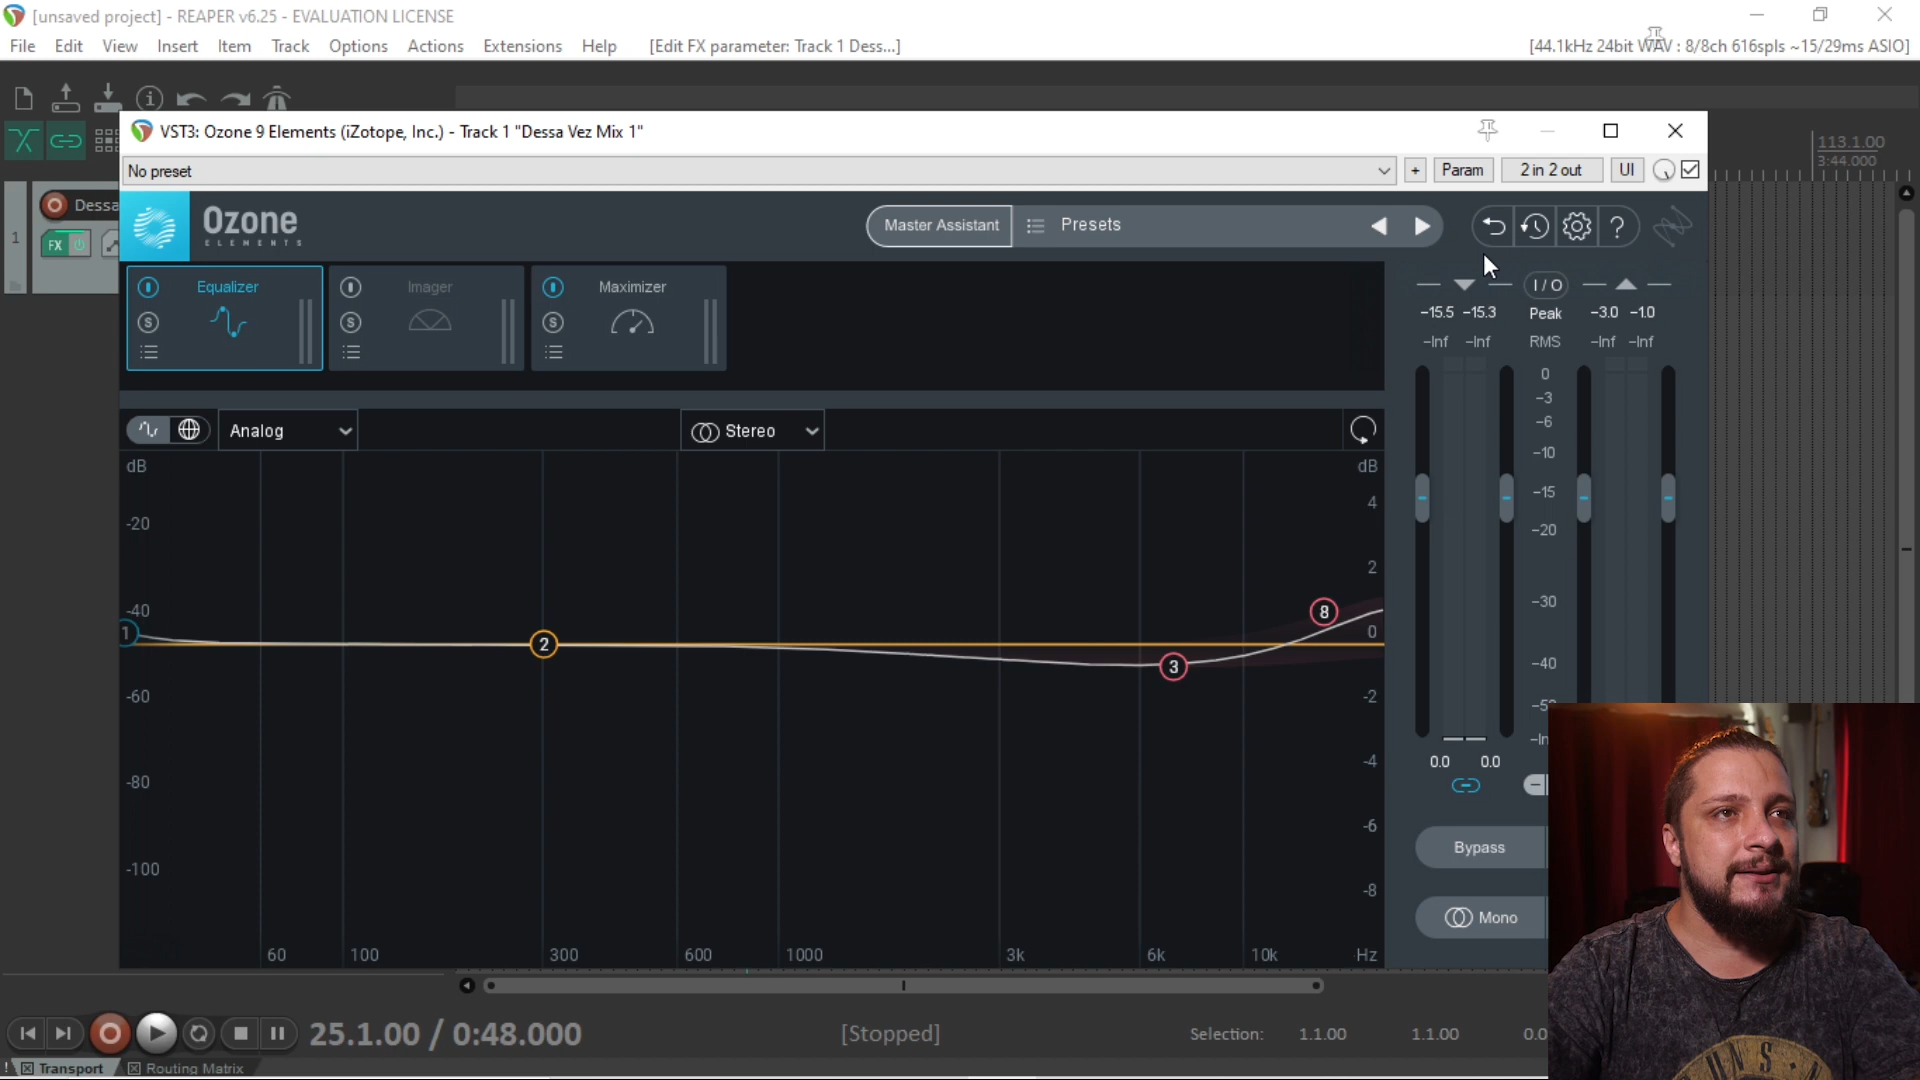 [unsaved project] - REAPER v6.25 - EVALUATION LICENSE
File Edit View Insert Item Track Options Actions Extensions Help [Edit FX parameter: Track 1 Dess...] [44.1kHz 24bit WAV : 8/8ch 616spls ~15/29ms ASIO]
VST3: Ozone 9 Elements (iZotope, Inc.) - Track 1 "Dessa Vez Mix 1"
113.1.00
3:44.000
No preset + Param 2 in 2 out UI
1 Dessa
FX
Ozone
ELEMENTS
Master Assistant Presets ?
Equalizer Imager Maximizer
S S S
I / O
-15.5 -15.3 Peak -3.0 -1.0
-Inf -Inf RMS -Inf -Inf
Analog Stereo
dB dB
-20
-40
-60
-80
-100
4
2
0
-2
-4
-6
-8
1 2 3 8
60 100 300 600 1000 3k 6k 10k Hz
0
-3
-6
-10
-15
-20
-30
-40
0.0 0.0
Bypass
Mono
25.1.00 / 0:48.000 [Stopped] Selection: 1.1.00 1.1.00
! Transport Routing Matrix
UNS